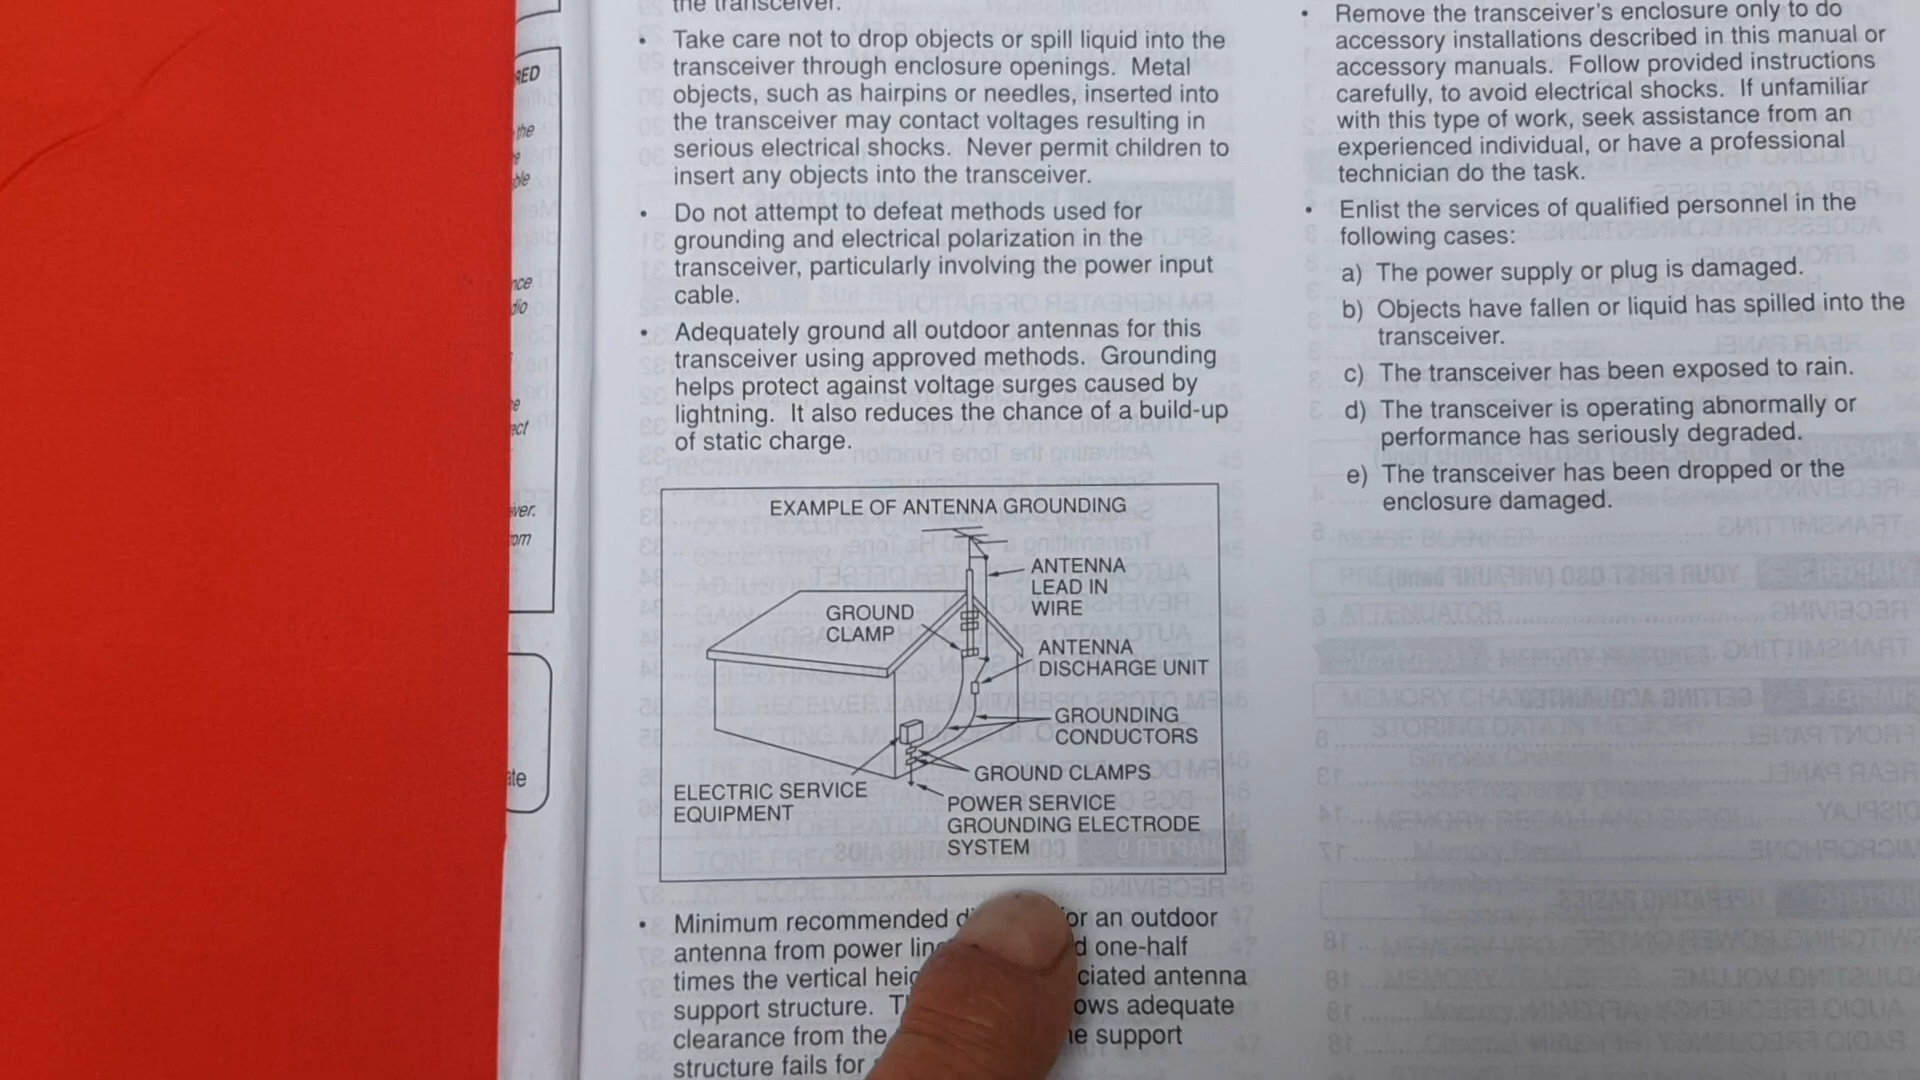 RED
the
ble
nce
dio
ect
ver.
rom
ate
the transceiver.
• Take care not to drop objects or spill liquid into the
transceiver through enclosure openings. Metal
objects, such as hairpins or needles, inserted into
the transceiver may contact voltages resulting in
serious electrical shocks. Never permit children to
insert any objects into the transceiver.
• Do not attempt to defeat methods used for
grounding and electrical polarization in the
transceiver, particularly involving the power input
cable.
• Adequately ground all outdoor antennas for this
transceiver using approved methods. Grounding
helps protect against voltage surges caused by
lightning. It also reduces the chance of a build-up
of static charge.
EXAMPLE OF ANTENNA GROUNDING
ANTENNA
LEAD IN
WIRE
GROUND
CLAMP
ANTENNA
DISCHARGE UNIT
GROUNDING
CONDUCTORS
GROUND CLAMPS
ELECTRIC SERVICE
EQUIPMENT
POWER SERVICE
GROUNDING ELECTRODE
SYSTEM
• Minimum recommended or an outdoor
antenna from power one-half
times the vertical ciated antenna
support structure. ows adequate
clearance from the support
structure fails for
• Remove the transceiver's enclosure only to do
accessory installations described in this manual or
accessory manuals. Follow provided instructions
carefully, to avoid electrical shocks. If unfamiliar
with this type of work, seek assistance from an
experienced individual, or have a professional
technician do the task.
• Enlist the services of qualified personnel in the
following cases:
a) The power supply or plug is damaged.
b) Objects have fallen or liquid has spilled into the
transceiver.
c) The transceiver has been exposed to rain.
d) The transceiver is operating abnormally or
performance has seriously degraded.
e) The transceiver has been dropped or the
enclosure damaged.